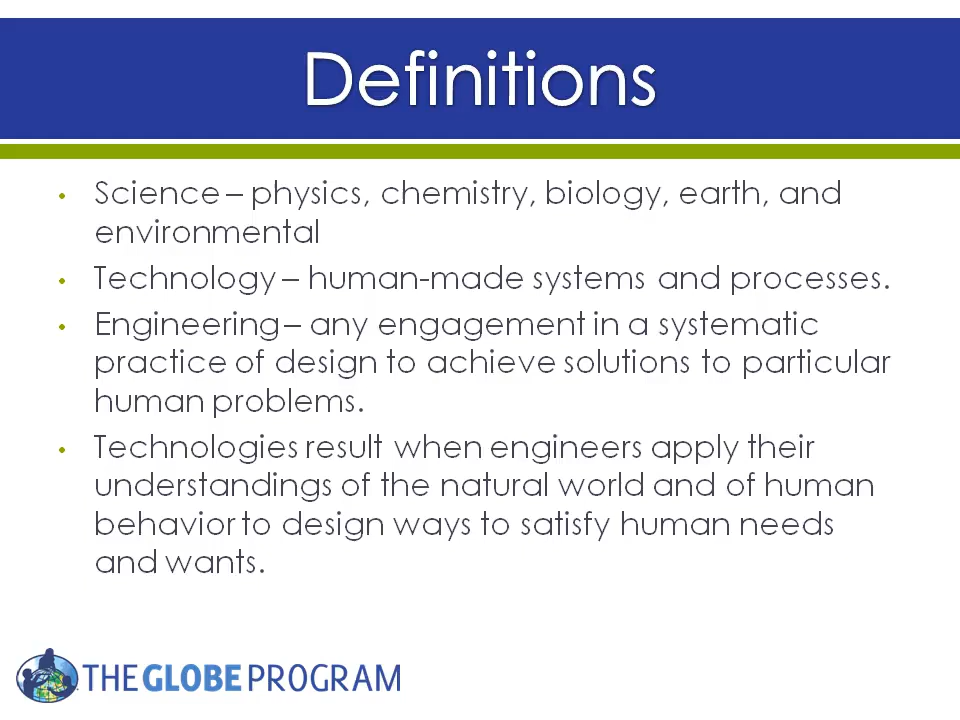 Definitions
• Science – physics, chemistry, biology, earth, and
environmental
• Technology – human-made systems and processes.
• Engineering – any engagement in a systematic
practice of design to achieve solutions to particular
human problems.
• Technologies result when engineers apply their
understandings of the natural world and of human
behavior to design ways to satisfy human needs
and wants.
THE GLOBE PROGRAM